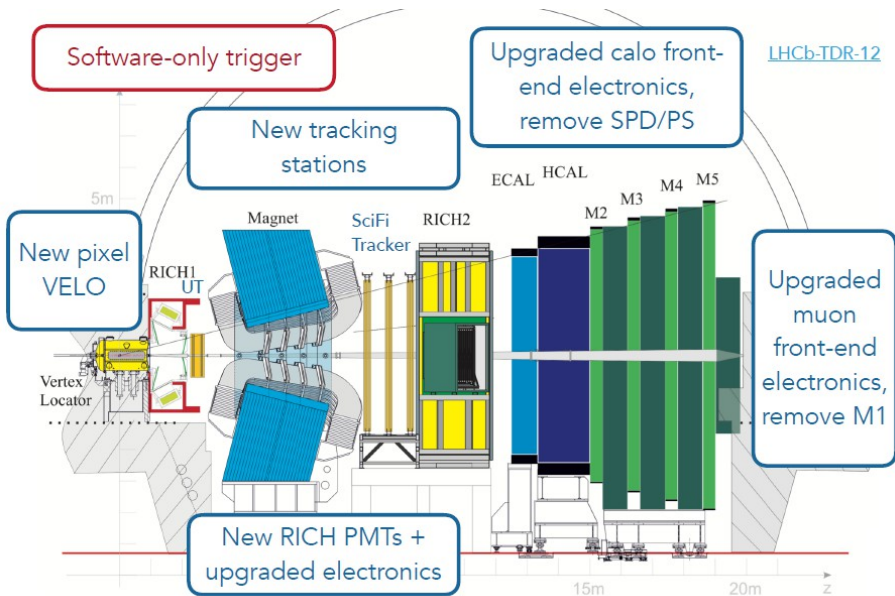 Software-only trigger
Upgraded calo front-
end electronics,
remove SPD/PS
LHCb-TDR-12
New tracking
stations
ECAL
HCAL
M2
M3
M4
M5
5m
Magnet
SciFi
Tracker
RICH2
New pixel
VELO
RICH1
UT
Upgraded
muon
front-end
electronics,
remove M1
Vertex
Locator
New RICH PMTs +
upgraded electronics
15m
20m
z